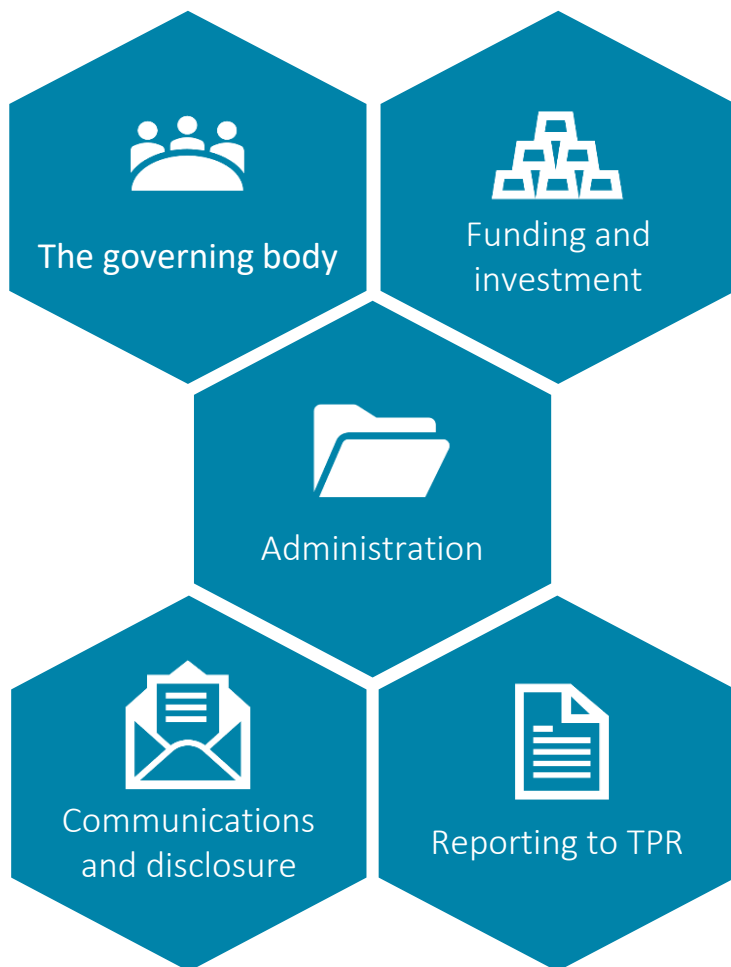 The governing body
Funding and
investment
Administration
Communications
and disclosure
Reporting to TPR